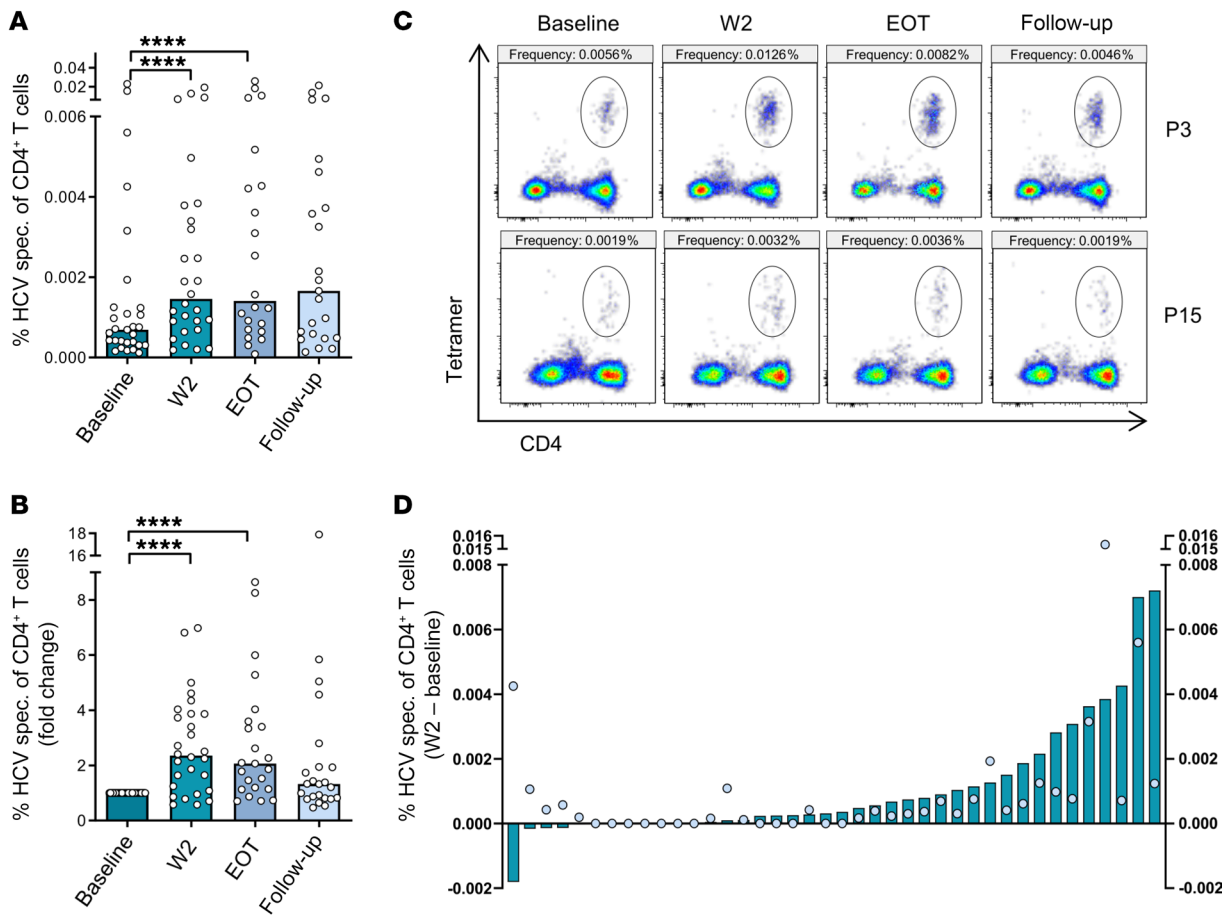 A
% HCV spec. of CD4⁺ T cells
0.04
0.02
0.006
0.004
0.002
0.000
****
****
Baseline
W2
EOT
Follow-up
C
Baseline W2 EOT Follow-up
Frequency: 0.0056% Frequency: 0.0126% Frequency: 0.0082% Frequency: 0.0046%
P3
Frequency: 0.0019% Frequency: 0.0032% Frequency: 0.0036% Frequency: 0.0019%
P15
Tetramer
CD4
B
% HCV spec. of CD4⁺ T cells
(fold change)
18
16
8
6
4
2
0
****
****
Baseline
W2
EOT
Follow-up
D
% HCV spec. of CD4⁺ T cells
(W2 – baseline)
0.016
0.015
0.008
0.006
0.004
0.002
0.000
-0.002
0.016
0.015
0.008
0.006
0.004
0.002
0.000
-0.002